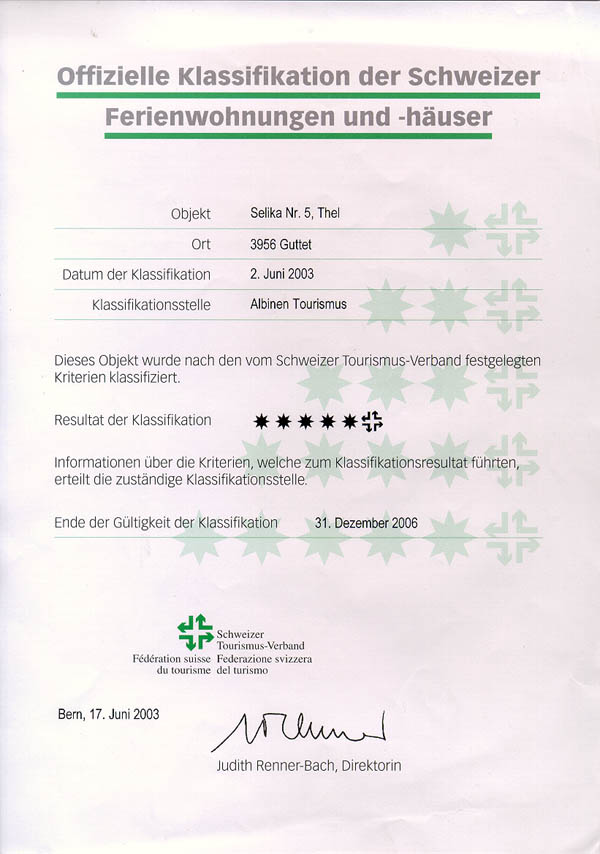 Offizielle Klassifikation der Schweizer
Ferienwohnungen und -häuser
Objekt Selika Nr. 5, Thel
Ort 3956 Guttet
Datum der Klassifikation 2. Juni 2003
Klassifikationsstelle Albinen Tourismus
Dieses Objekt wurde nach den vom Schweizer Tourismus-Verband festgelegten
Kriterien klassifiziert.
Resultat der Klassifikation
Informationen über die Kriterien, welche zum Klassifikationsresultat führten,
erteilt die zuständige Klassifikationsstelle.
Ende der Gültigkeit der Klassifikation 31. Dezember 2006
Schweizer
Tourismus-Verband
Fédération suisse Federazione svizzera
du tourisme del turismo
Bern, 17. Juni 2003
Judith Renner-Bach, Direktorin